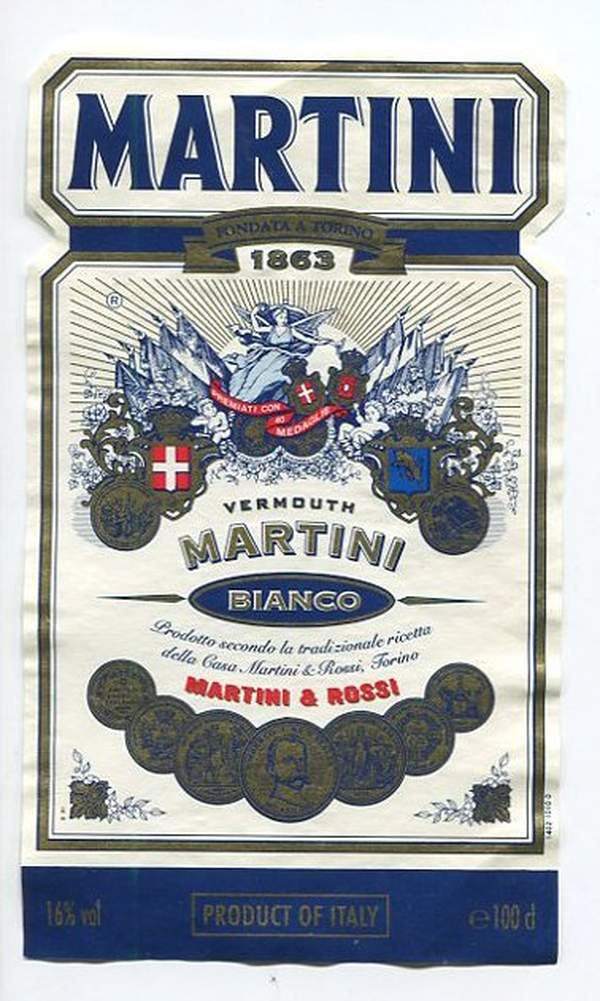 MARTINI
FONDATA A TORINO
1863
®
PREMIATI CON
40
MEDAGLIE
VERMOUTH
MARTINI
BIANCO
Prodotto secondo la tradizionale ricetta
della Casa Martini & Rossi, Torino
MARTINI & ROSSI
16% vol
PRODUCT OF ITALY
℮100 cl